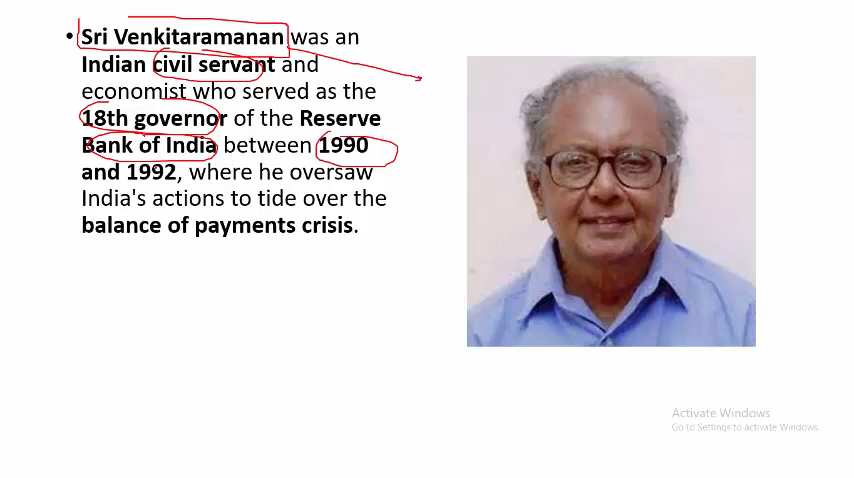 • Sri Venkitaramanan was an
Indian civil servant and
economist who served as the
18th governor of the Reserve
Bank of India between 1990
and 1992, where he oversaw
India's actions to tide over the
balance of payments crisis.
Activate Windows
Go to Settings to activate Windows.